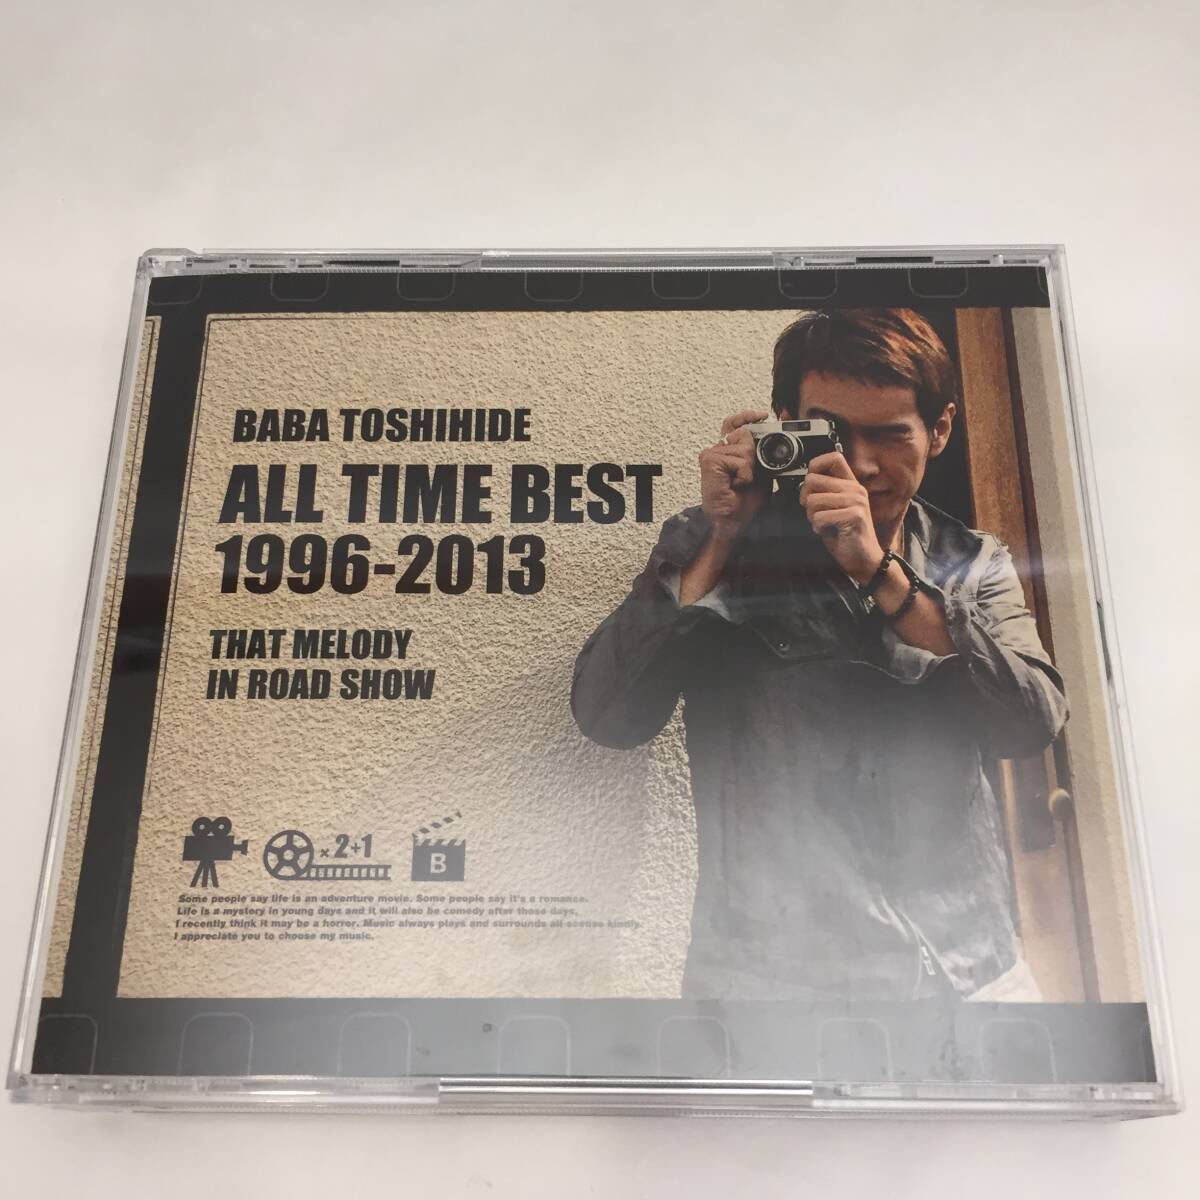 BABA TOSHIHIDE
ALL TIME BEST
1996-2013
THAT MELODY
IN ROAD SHOW
×2+1
B
Some people say life is an adventure movie. Some people say it's a romance.
Life is a mystery in young days and it will also be comedy after these days,
I recently think it may be a horror. Music always plays and surrounds all scenes kindly.
I appreciate you to choose my music.